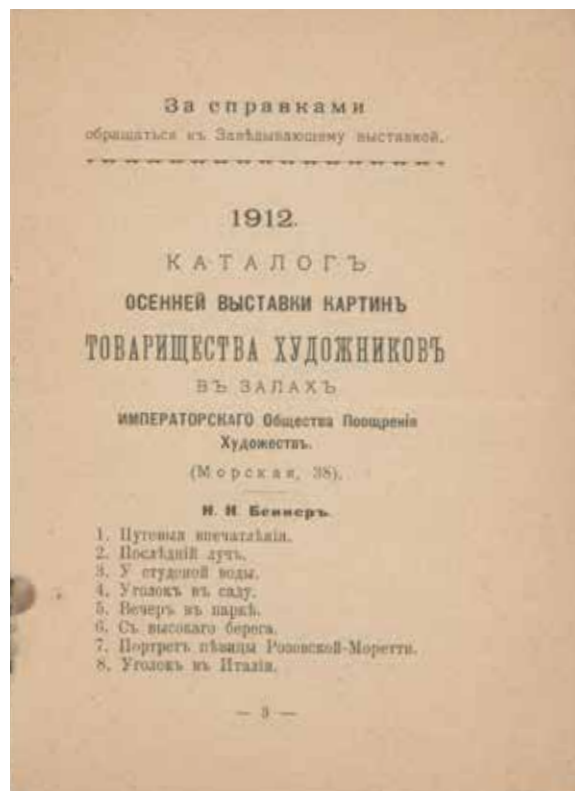 За справками
обращаться къ Завѣдывающему выставкой.
1912.
КАТАЛОГЪ
ОСЕННЕЙ ВЫСТАВКИ КАРТИНЪ
ТОВАРИЩЕСТВА ХУДОЖНИКОВЪ
ВЪ ЗАЛАХЪ
ИМПЕРАТОРСКАГО Общества Поощренія
Художествъ.
(Морская, 38).
Н. Н. Беккеръ.
1. Путевыя впечатлѣнія.
2. Послѣдній лучъ.
3. У студеной воды.
4. Уголокъ въ саду.
5. Вечеръ въ паркѣ.
6. Съ высокаго берега.
7. Портретъ пѣвицы Розовской-Моретти.
8. Уголокъ въ Италіи.
— 3 —